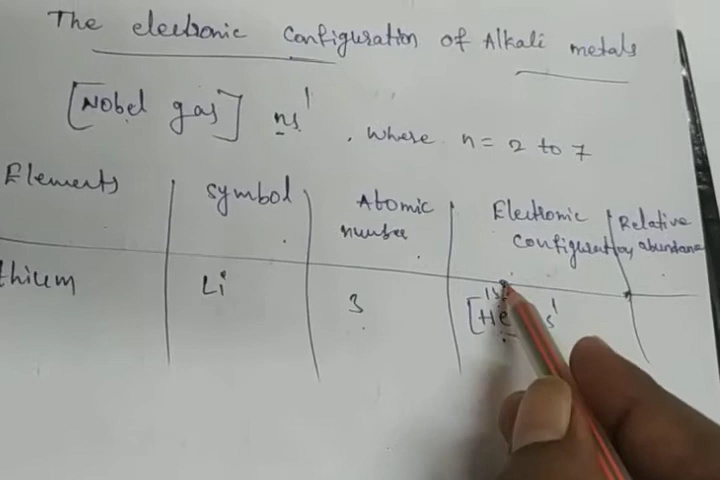 The electronic configuration of Alkali metals
[Nobel gas] ns¹ , where n = 2 to 7
Elements symbol Atomic number Electronic configuration Relative abundance
thium Li 3 [He s¹
1s